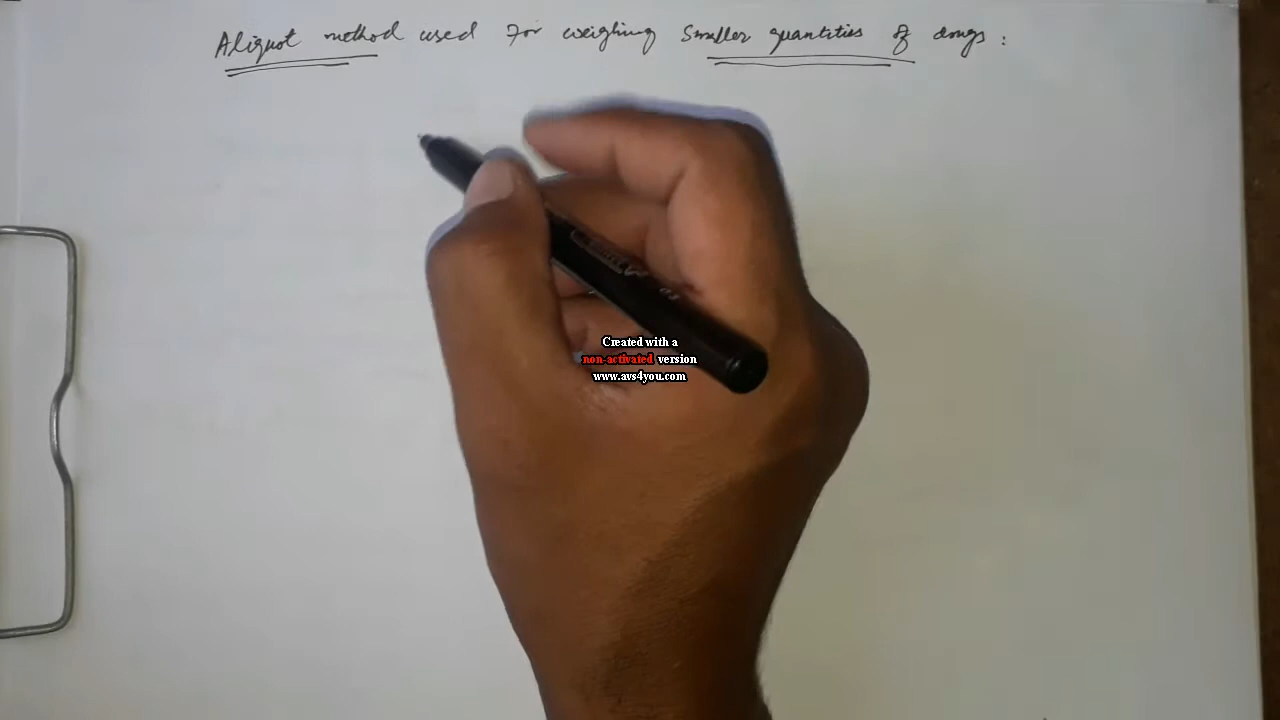 Aliquot method used for weighing smaller quantities of drugs :
Created with a
non-activated version
www.avs4you.com